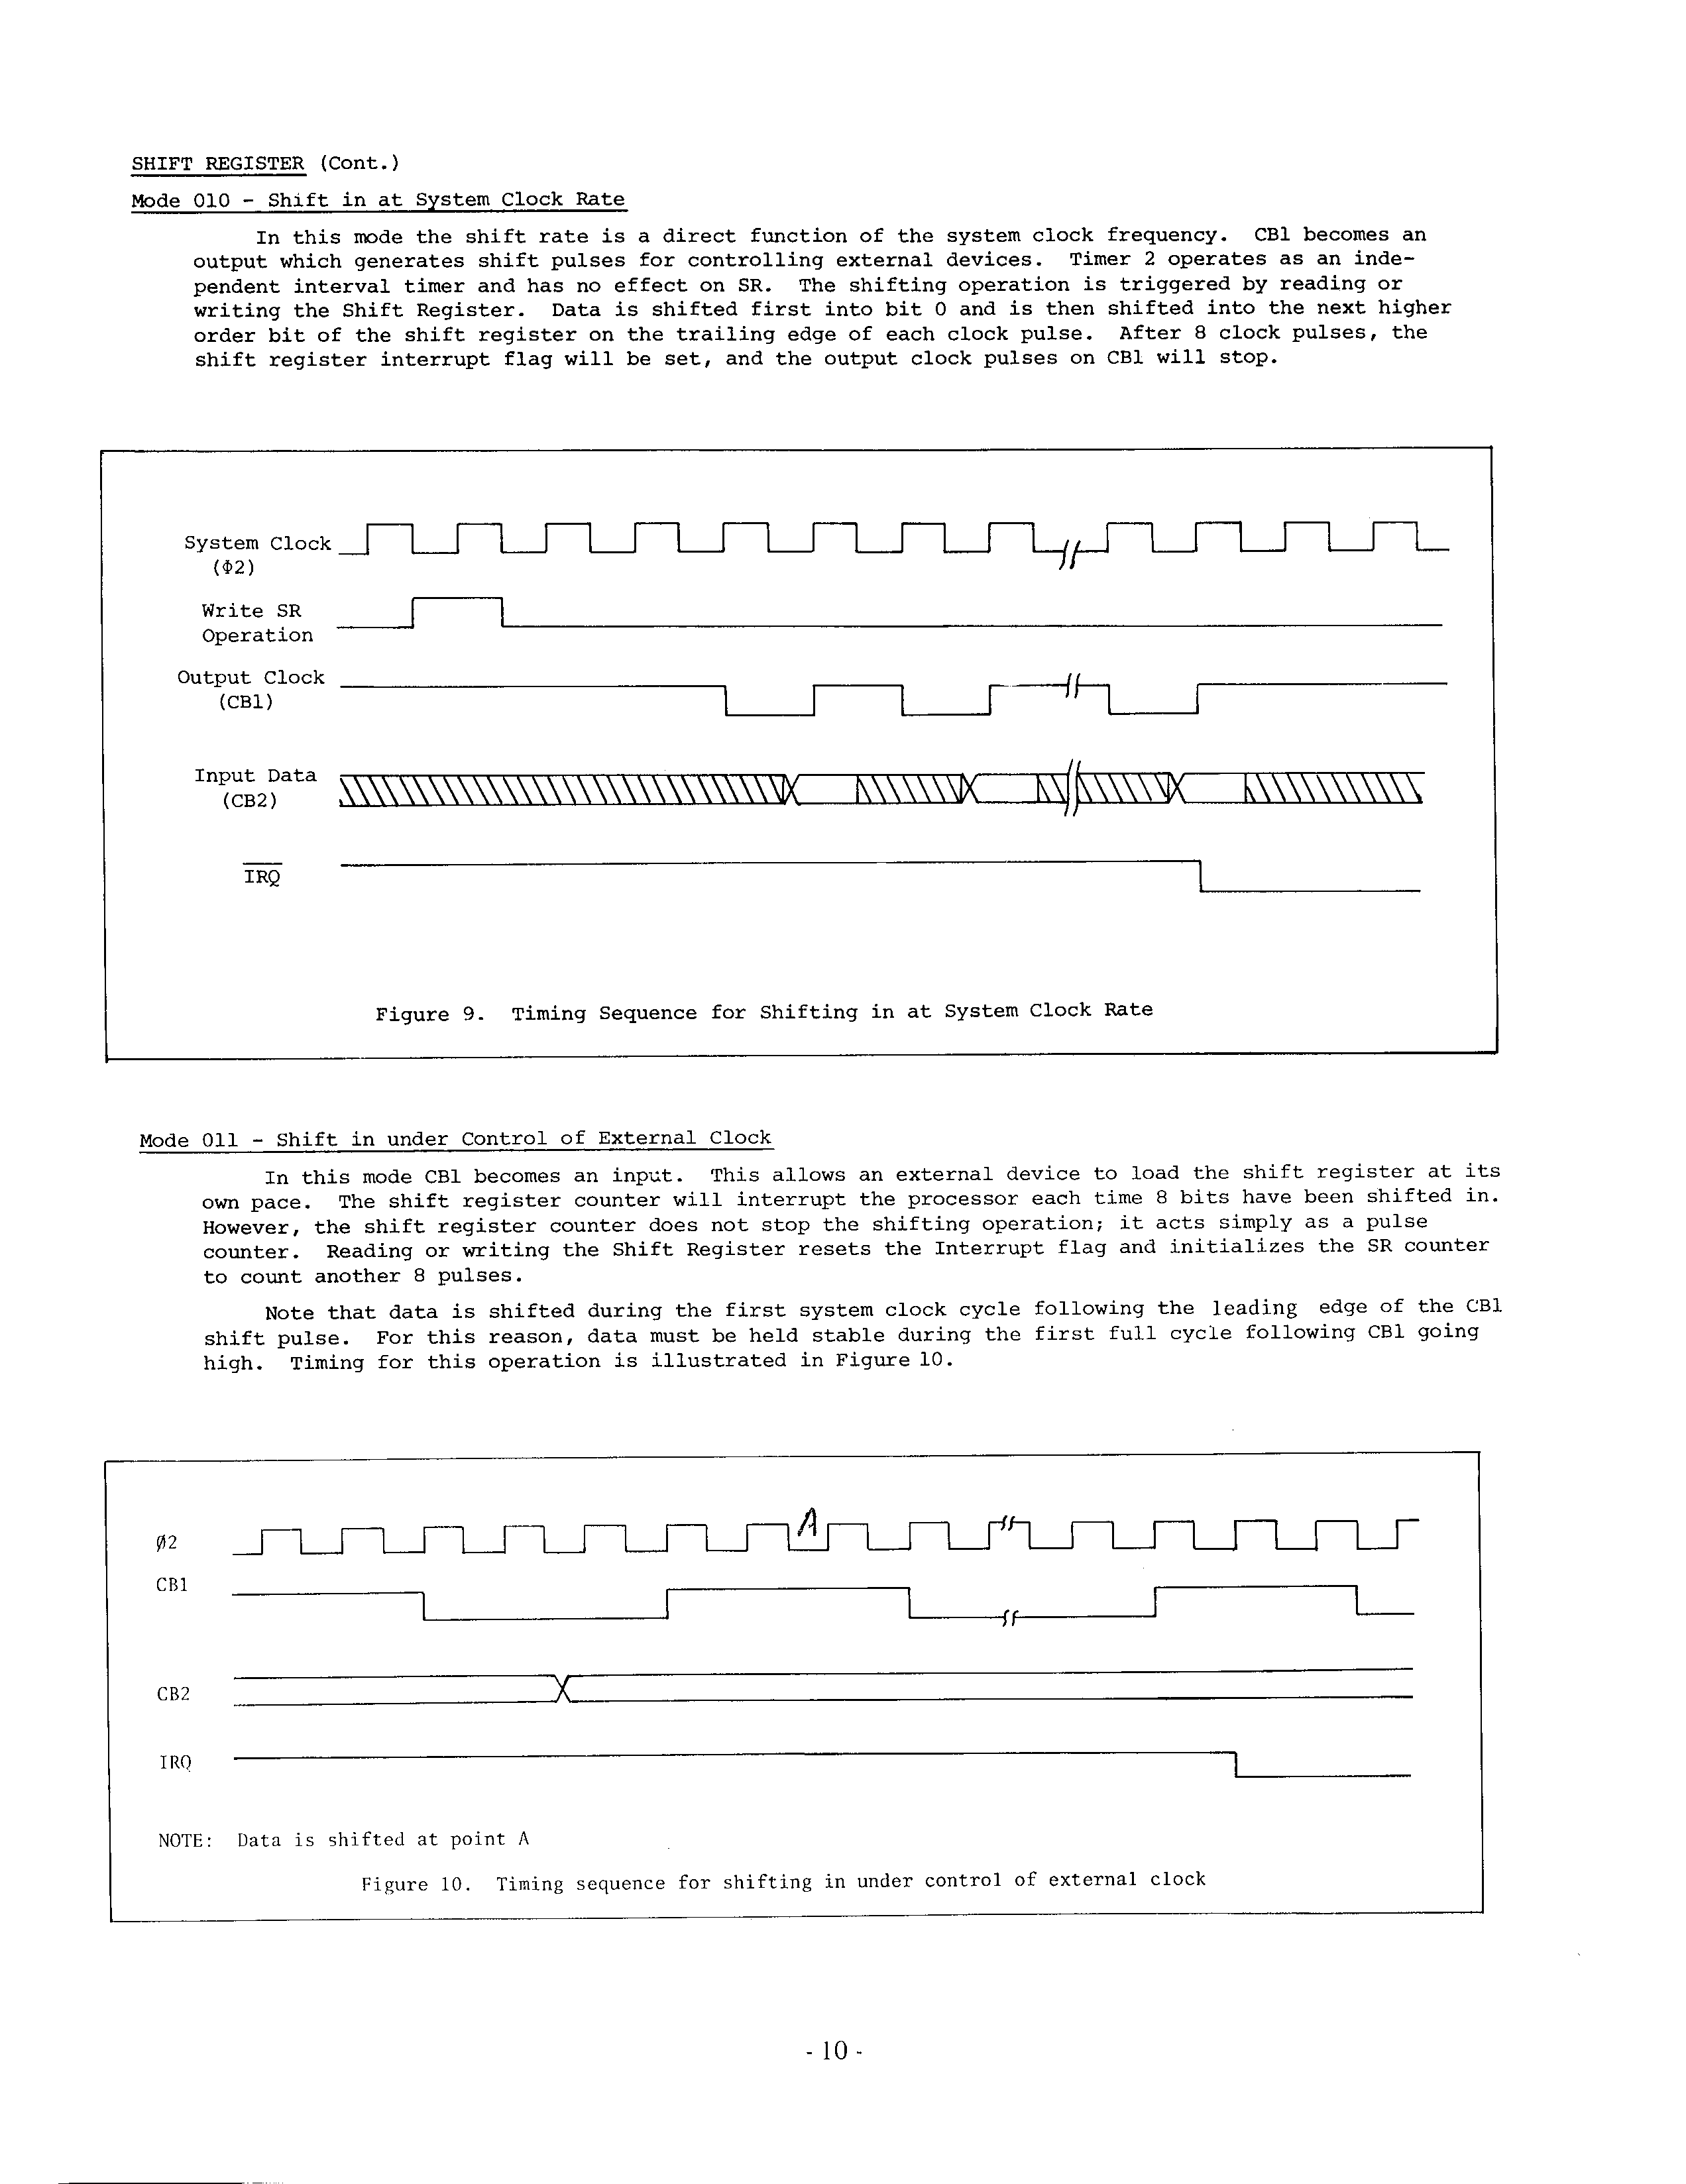 SHIFT REGISTER (Cont.)
Mode 010 - Shift in at System Clock Rate
In this mode the shift rate is a direct function of the system clock frequency. CB1 becomes an
output which generates shift pulses for controlling external devices. Timer 2 operates as an inde-
pendent interval timer and has no effect on SR. The shifting operation is triggered by reading or
writing the Shift Register. Data is shifted first into bit 0 and is then shifted into the next higher
order bit of the shift register on the trailing edge of each clock pulse. After 8 clock pulses, the
shift register interrupt flag will be set, and the output clock pulses on CB1 will stop.
System Clock
(Φ2)
Write SR
Operation
Output Clock
(CB1)
Input Data
(CB2)
IRQ
Figure 9. Timing Sequence for Shifting in at System Clock Rate
Mode 011 - Shift in under Control of External Clock
In this mode CB1 becomes an input. This allows an external device to load the shift register at its
own pace. The shift register counter will interrupt the processor each time 8 bits have been shifted in.
However, the shift register counter does not stop the shifting operation; it acts simply as a pulse
counter. Reading or writing the Shift Register resets the Interrupt flag and initializes the SR counter
to count another 8 pulses.
Note that data is shifted during the first system clock cycle following the leading edge of the CB1
shift pulse. For this reason, data must be held stable during the first full cycle following CB1 going
high. Timing for this operation is illustrated in Figure 10.
A
Ø2
CB1
CB2
IRQ
NOTE: Data is shifted at point A
Figure 10. Timing sequence for shifting in under control of external clock
- 10 -